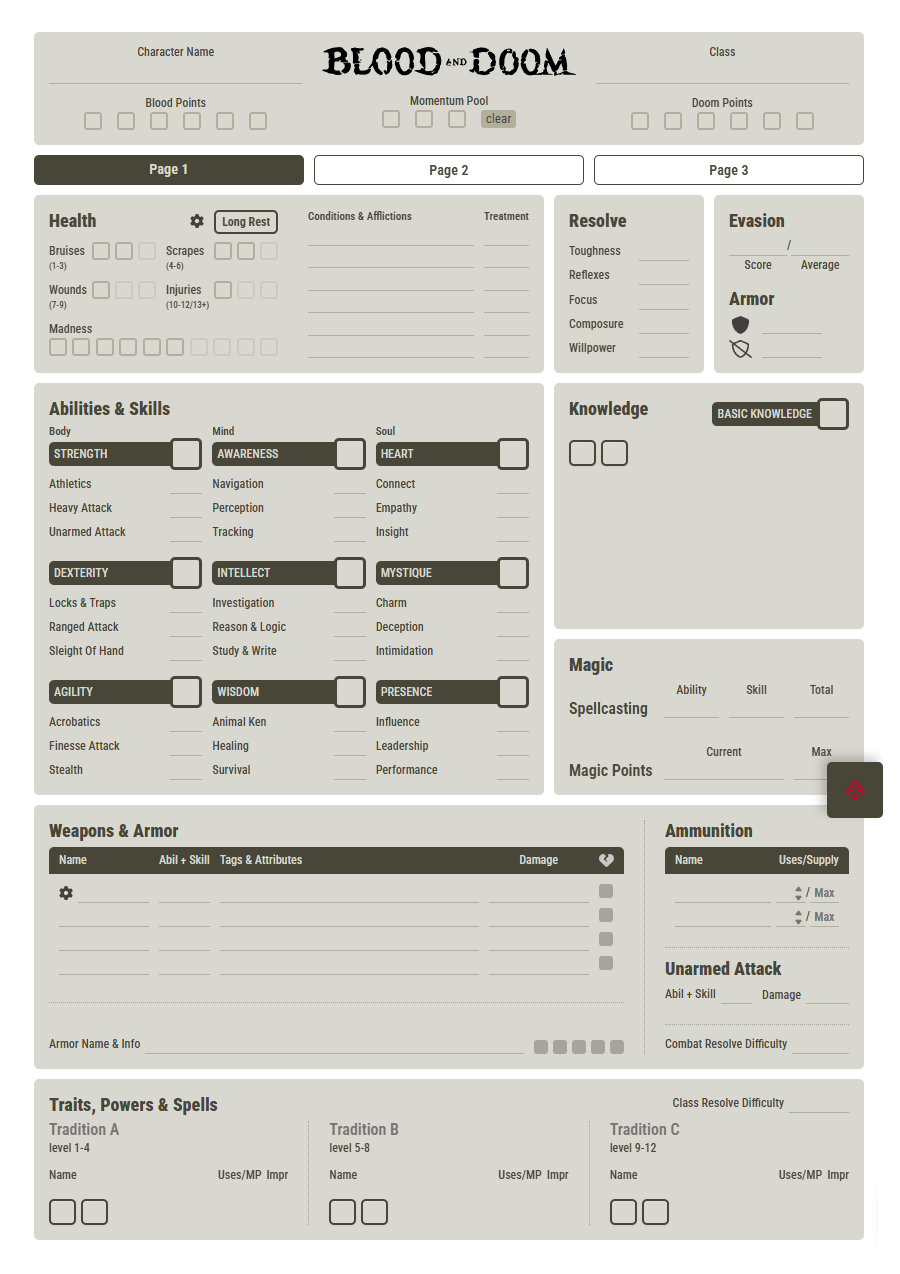 Character Name
BLOOD AND DOOM
Class
Blood Points
Momentum Pool
clear
Doom Points
Page 1
Page 2
Page 3
Health
Long Rest
Bruises
(1-3)
Scrapes
(4-6)
Wounds
(7-9)
Injuries
(10-12/13+)
Madness
Conditions & Afflictions
Treatment
Resolve
Toughness
Reflexes
Focus
Composure
Willpower
Evasion
/
Score
Average
Armor
Abilities & Skills
Body
STRENGTH
Athletics
Heavy Attack
Unarmed Attack
DEXTERITY
Locks & Traps
Ranged Attack
Sleight Of Hand
AGILITY
Acrobatics
Finesse Attack
Stealth
Mind
AWARENESS
Navigation
Perception
Tracking
INTELLECT
Investigation
Reason & Logic
Study & Write
WISDOM
Animal Ken
Healing
Survival
Soul
HEART
Connect
Empathy
Insight
MYSTIQUE
Charm
Deception
Intimidation
PRESENCE
Influence
Leadership
Performance
Knowledge
BASIC KNOWLEDGE
Magic
Ability
Skill
Total
Spellcasting
Current
Max
Magic Points
Weapons & Armor
Name
Abil + Skill
Tags & Attributes
Damage
Armor Name & Info
Ammunition
Name
Uses/Supply
/ Max
/ Max
Unarmed Attack
Abil + Skill
Damage
Combat Resolve Difficulty
Traits, Powers & Spells
Class Resolve Difficulty
Tradition A
level 1-4
Name
Uses/MP Impr
Tradition B
level 5-8
Name
Uses/MP Impr
Tradition C
level 9-12
Name
Uses/MP Impr